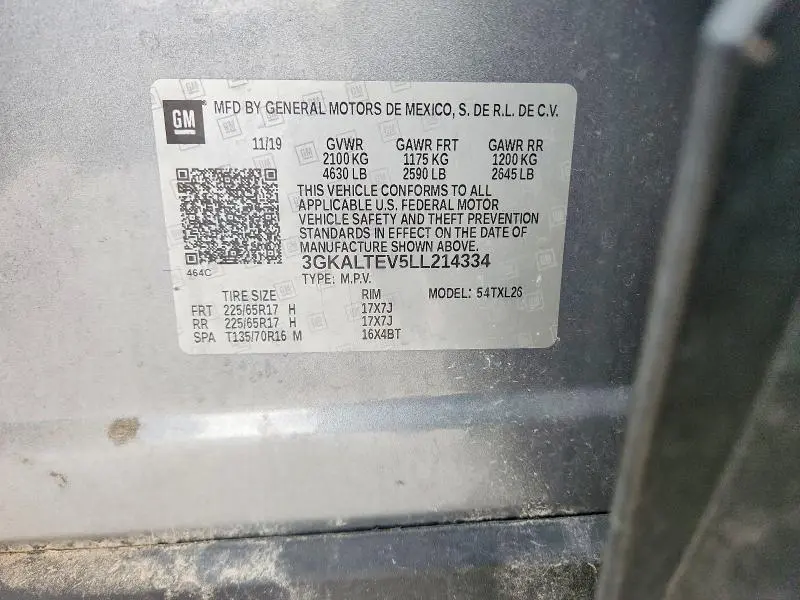 GM MFD BY GENERAL MOTORS DE MEXICO, S. DE R.L. DE C.V.
11/19 GVWR GAWR FRT GAWR RR
2100 KG 1175 KG 1200 KG
4630 LB 2590 LB 2645 LB
THIS VEHICLE CONFORMS TO ALL
APPLICABLE U.S. FEDERAL MOTOR
VEHICLE SAFETY AND THEFT PREVENTION
STANDARDS IN EFFECT ON THE DATE OF
MANUFACTURE SHOWN ABOVE.
464C
3GKALTEV5LL214334
TYPE: M.P.V.
TIRE SIZE RIM MODEL: 54TXL26
FRT 225/65R17 H 17X7J
RR 225/65R17 H 17X7J
SPA T135/70R16 M 16X4BT